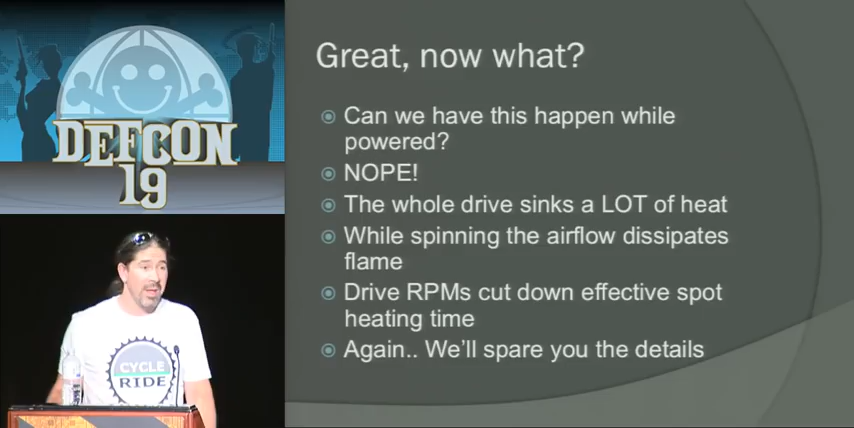 DEFCON
19
CYCLE
RIDE
Great, now what?
Can we have this happen while
powered?
NOPE!
The whole drive sinks a LOT of heat
While spinning the airflow dissipates
flame
Drive RPMs cut down effective spot
heating time
Again.. We'll spare you the details